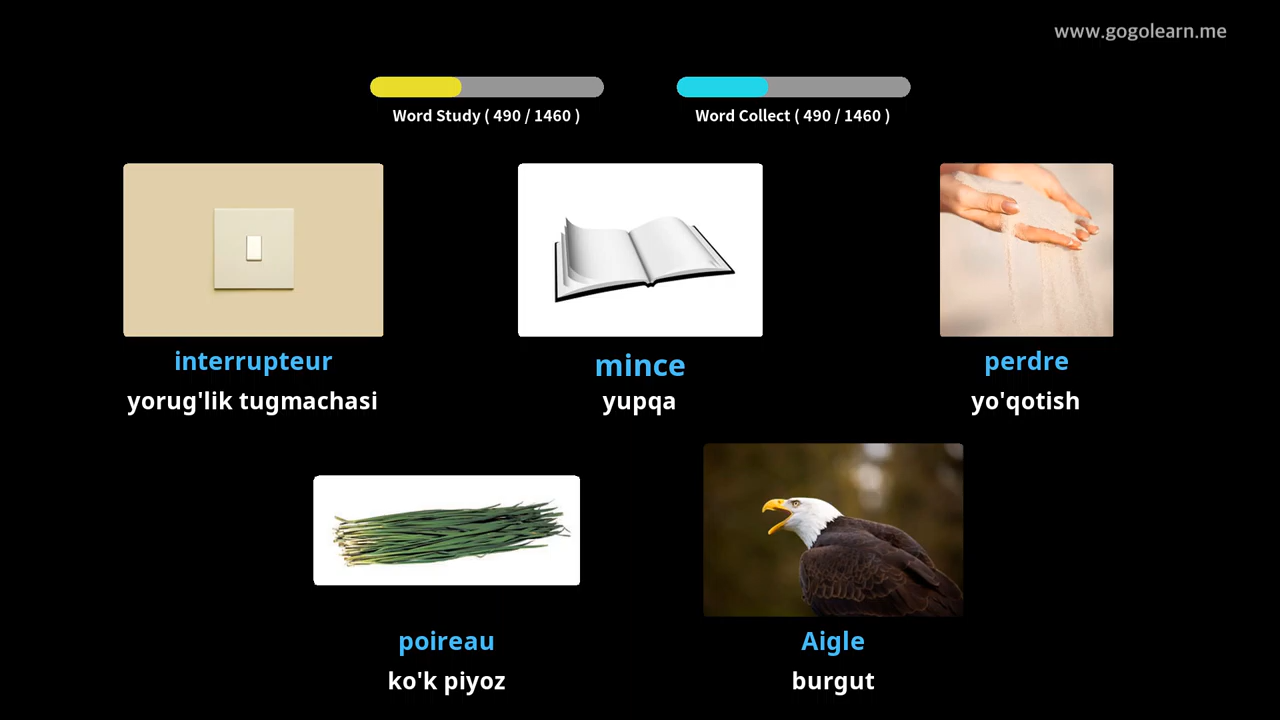 www.gogolearn.me
Word Study ( 490 / 1460 )
Word Collect ( 490 / 1460 )
interrupteur
yorug'lik tugmachasi
mince
yupqa
perdre
yo'qotish
poireau
ko'k piyoz
Aigle
burgut